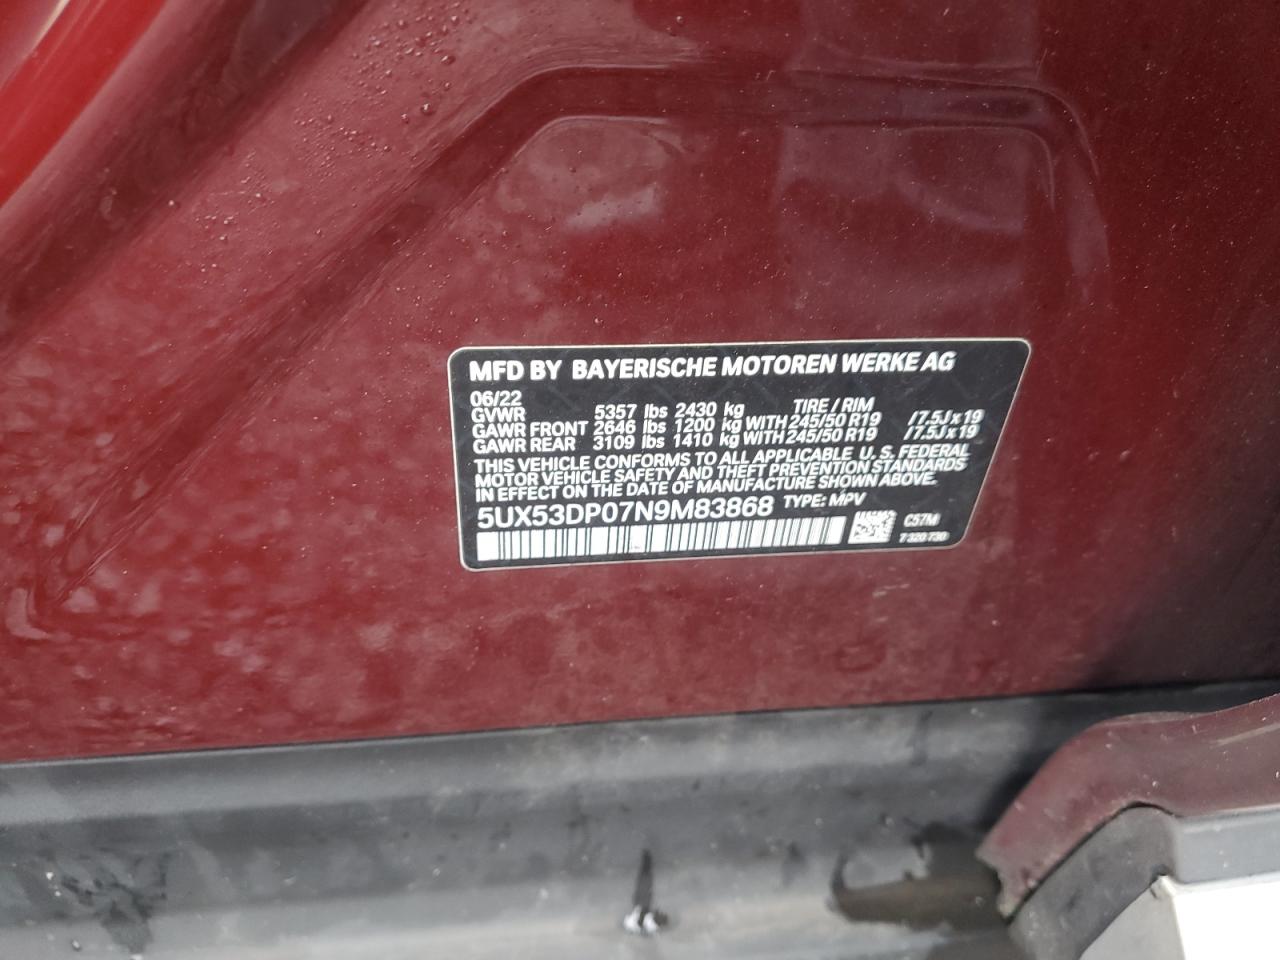 MFD BY BAYERISCHE MOTOREN WERKE AG
06/22 TIRE / RIM
GVWR 5357 lbs 2430 kg
GAWR FRONT 2646 lbs 1200 kg WITH 245/50 R19 /7.5J x 19
GAWR REAR 3109 lbs 1410 kg WITH 245/50 R19 /7.5J x 19
THIS VEHICLE CONFORMS TO ALL APPLICABLE U. S. FEDERAL
MOTOR VEHICLE SAFETY AND THEFT PREVENTION STANDARDS
IN EFFECT ON THE DATE OF MANUFACTURE SHOWN ABOVE.
5UX53DP07N9M83868 TYPE: MPV
C57M
7 320 730